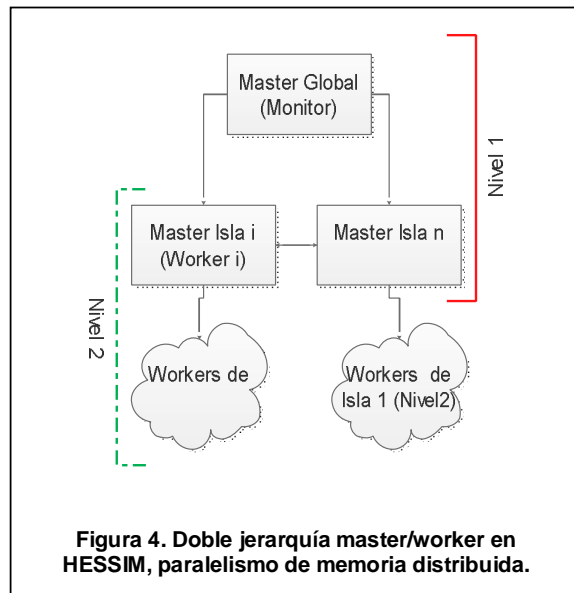 Master Global
(Monitor)
Nivel 1
Master Isla i
(Worker i)
Master Isla n
Nivel 2
Workers de
Workers de
Isla 1 (Nivel2)
Figura 4. Doble jerarquía master/worker en
HESSIM, paralelismo de memoria distribuida.